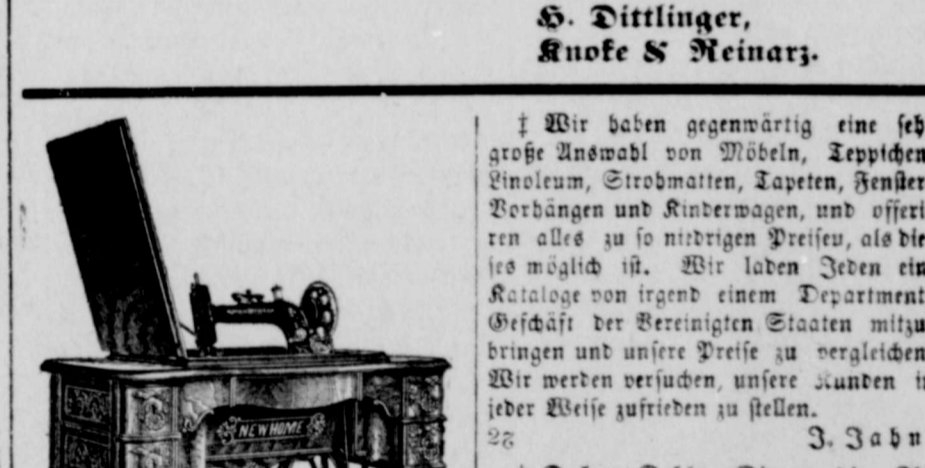 H. Dittlinger,
Knoke & Reinarz.
NEW HOME
‡ Wir haben gegenwärtig eine seh
große Auswahl von Möbeln, Teppichen
Linoleum, Strohmatten, Tapeten, Fenster
Vorhängen und Kinderwagen, und offeri
ren alles zu so niedrigen Preisen, als die
ses möglich ist. Wir laden Jeden ein
Kataloge von irgend einem Department
Geschäft der Vereinigten Staaten mitzu
bringen und unsere Preise zu vergleichen
Wir werden versuchen, unsere Kunden i
jeder Weise zufrieden zu stellen.
J. Jahn